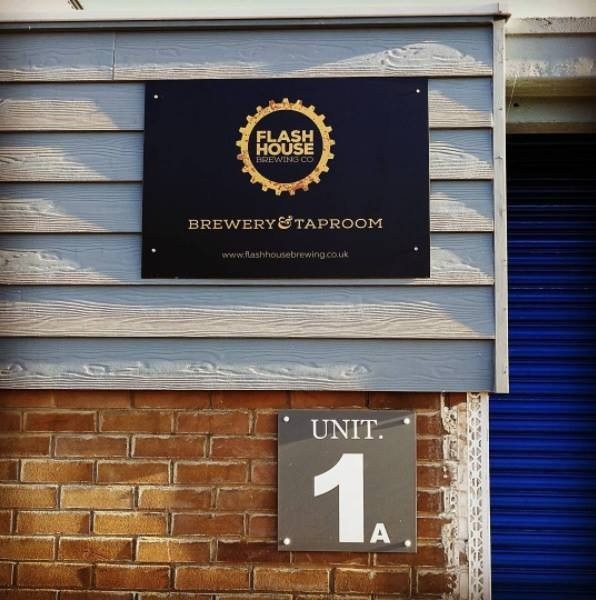 FLASH
HOUSE
BREWING CO
BREWERY & TAPROOM
www.flashhousebrewing.co.uk
UNIT.
1A